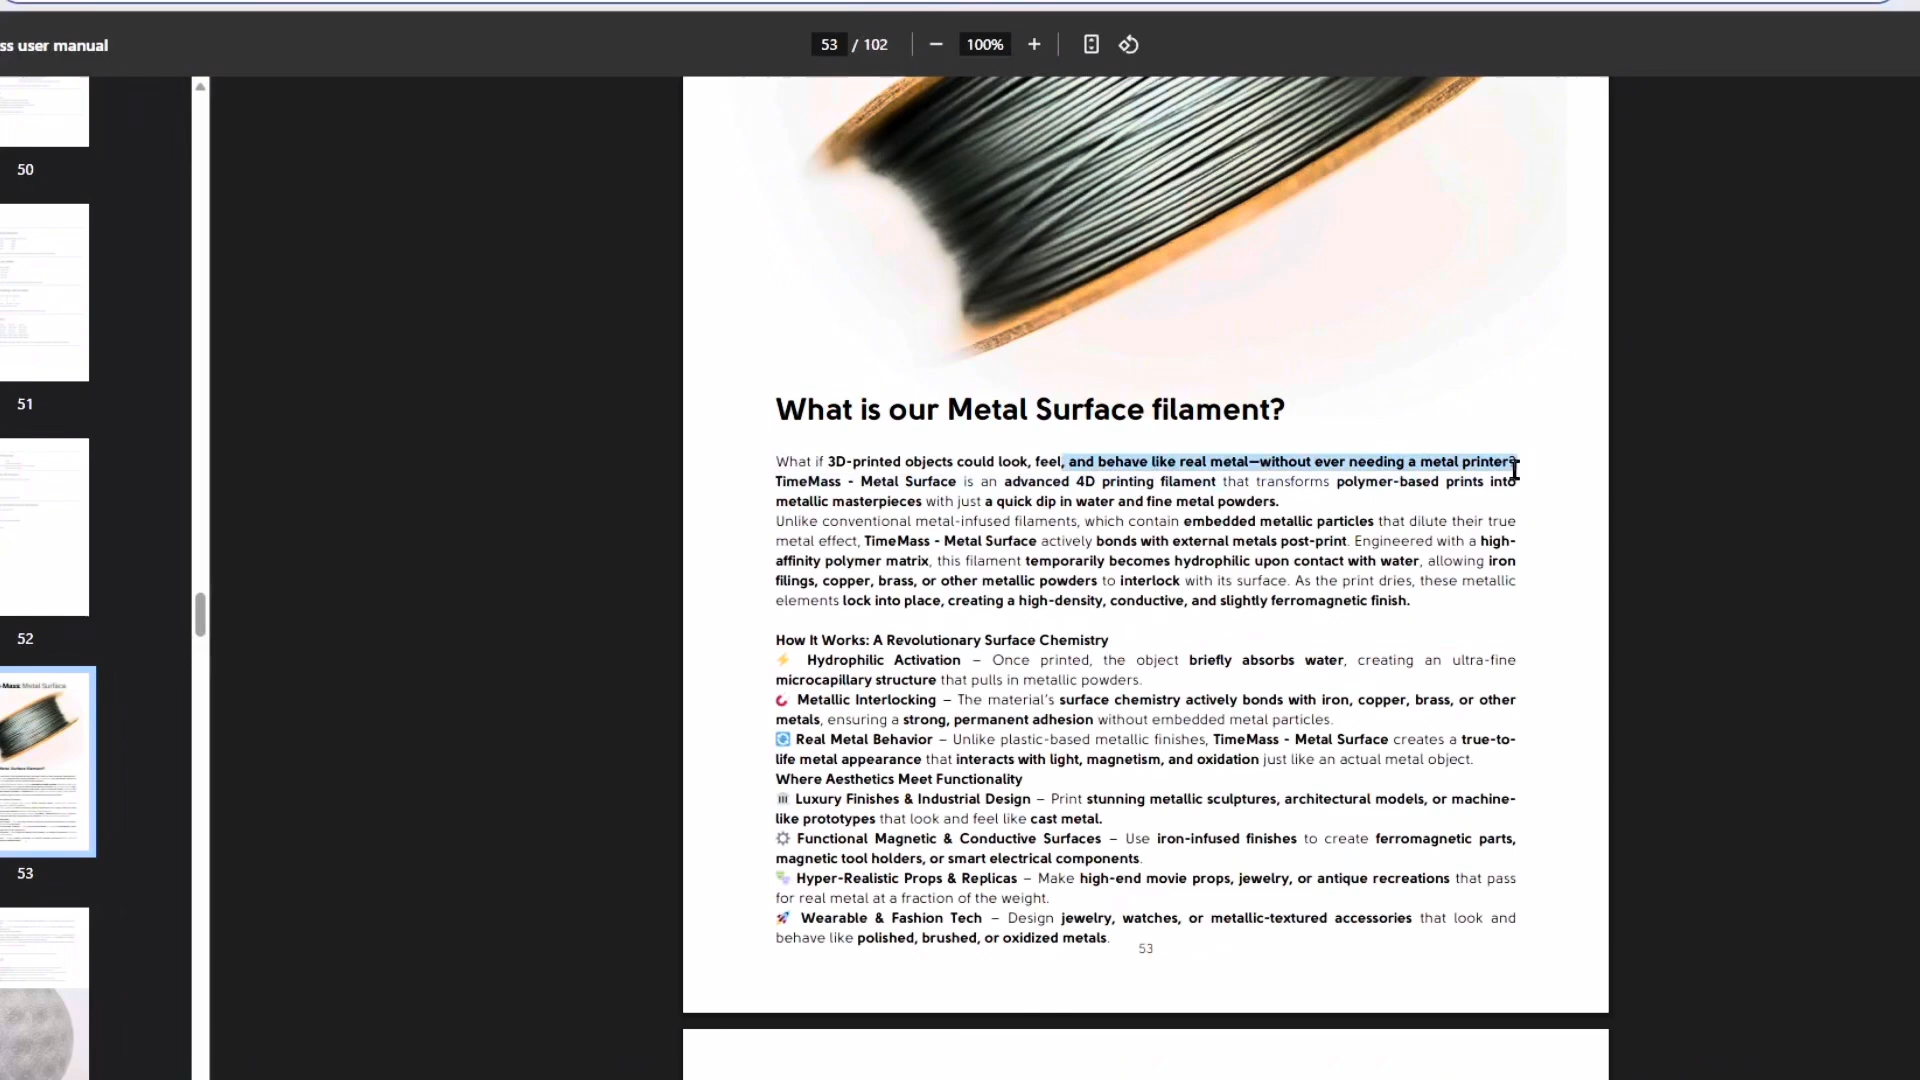 ss user manual
53 / 102
100%
50
51
52
53
What is our Metal Surface filament?
What if 3D-printed objects could look, feel, and behave like real metal—without ever needing a metal printer?
TimeMass - Metal Surface is an advanced 4D printing filament that transforms polymer-based prints into
metallic masterpieces with just a quick dip in water and fine metal powders.
Unlike conventional metal-infused filaments, which contain embedded metallic particles that dilute their true
metal effect, TimeMass - Metal Surface actively bonds with external metals post-print. Engineered with a high-
affinity polymer matrix, this filament temporarily becomes hydrophilic upon contact with water, allowing iron
filings, copper, brass, or other metallic powders to interlock with its surface. As the print dries, these metallic
elements lock into place, creating a high-density, conductive, and slightly ferromagnetic finish.
How It Works: A Revolutionary Surface Chemistry
⚡ Hydrophilic Activation – Once printed, the object briefly absorbs water, creating an ultra-fine
microcapillary structure that pulls in metallic powders.
🧲 Metallic Interlocking – The material's surface chemistry actively bonds with iron, copper, brass, or other
metals, ensuring a strong, permanent adhesion without embedded metal particles.
🔄 Real Metal Behavior – Unlike plastic-based metallic finishes, TimeMass - Metal Surface creates a true-to-
life metal appearance that interacts with light, magnetism, and oxidation just like an actual metal object.
Where Aesthetics Meet Functionality
🏛 Luxury Finishes & Industrial Design – Print stunning metallic sculptures, architectural models, or machine-
like prototypes that look and feel like cast metal.
⚙ Functional Magnetic & Conductive Surfaces – Use iron-infused finishes to create ferromagnetic parts,
magnetic tool holders, or smart electrical components.
🎭 Hyper-Realistic Props & Replicas – Make high-end movie props, jewelry, or antique recreations that pass
for real metal at a fraction of the weight.
🚀 Wearable & Fashion Tech – Design jewelry, watches, or metallic-textured accessories that look and
behave like polished, brushed, or oxidized metals.
53